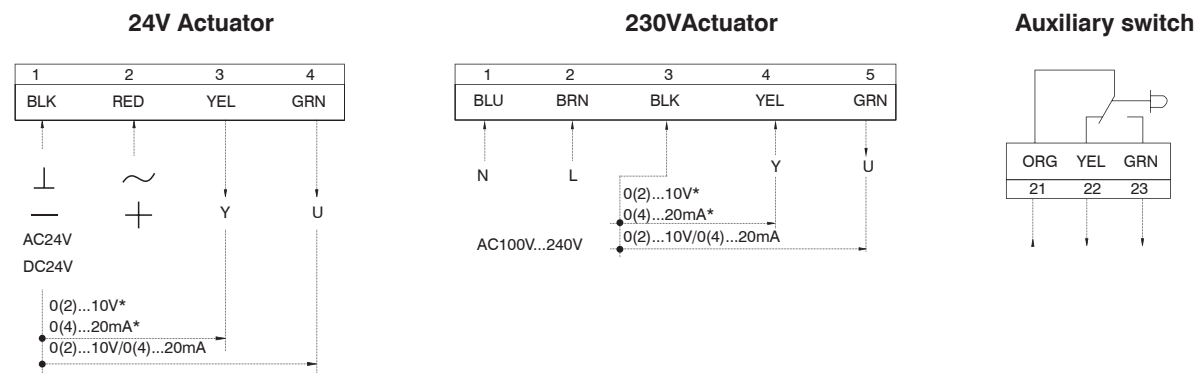 24V Actuator
1 2 3 4
BLK RED YEL GRN
Y U
AC24V
DC24V
0(2)...10V*
0(4)...20mA*
0(2)...10V/0(4)...20mA
230VActuator
1 2 3 4 5
BLU BRN BLK YEL GRN
N L Y U
0(2)...10V*
0(4)...20mA*
AC100V...240V 0(2)...10V/0(4)...20mA
Auxiliary switch
ORG YEL GRN
21 22 23